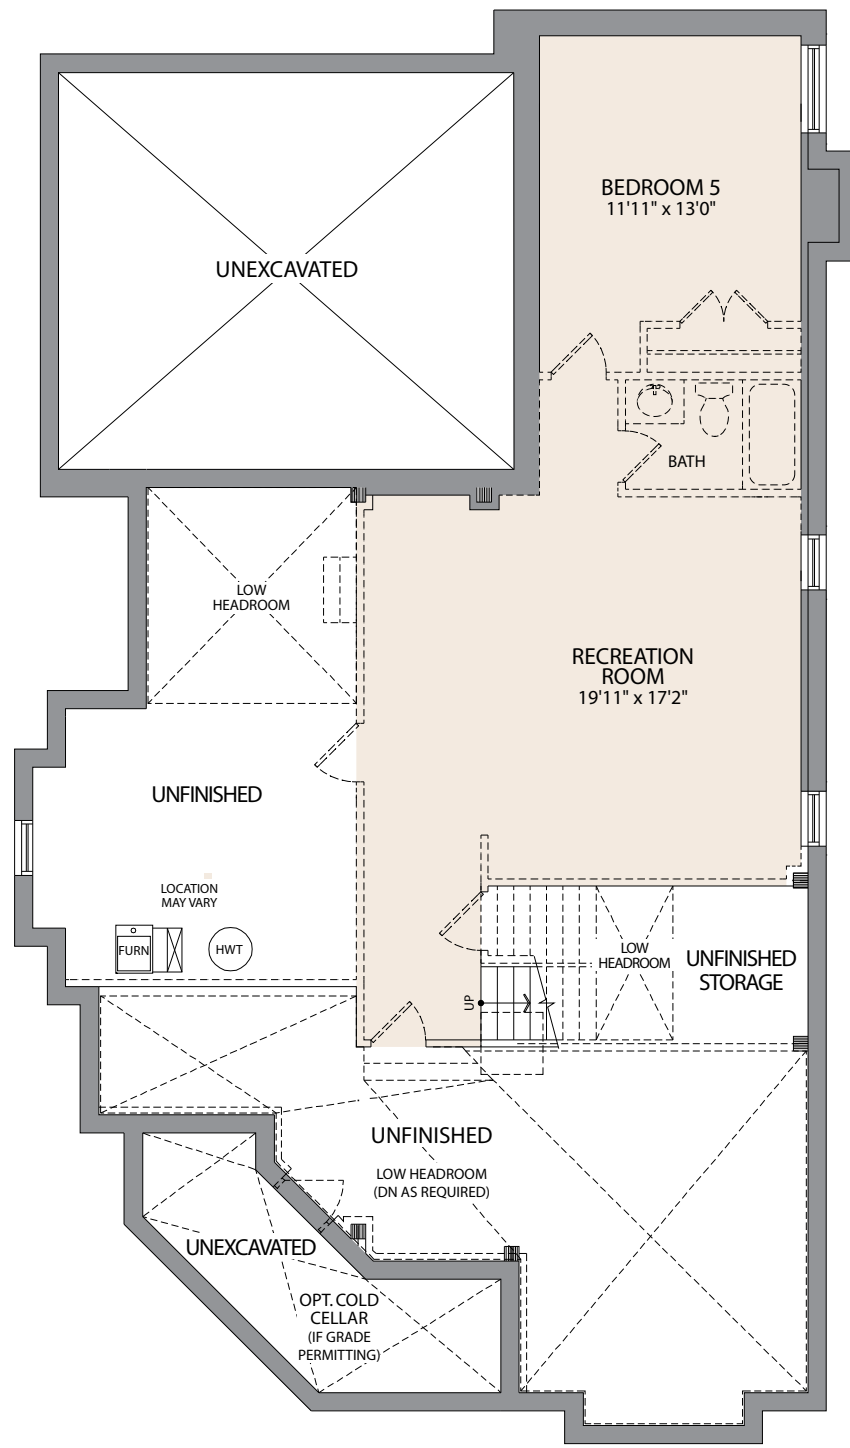 BEDROOM 5
11'11" x 13'0"
UNEXCAVATED
BATH
LOW
HEADROOM
RECREATION
ROOM
19'11" x 17'2"
UNFINISHED
LOCATION
MAY VARY
FURN
HWT
LOW
HEADROOM
UNFINISHED
STORAGE
UP
UNFINISHED
LOW HEADROOM
(DN AS REQUIRED)
UNEXCAVATED
OPT. COLD
CELLAR
(IF GRADE
PERMITTING)